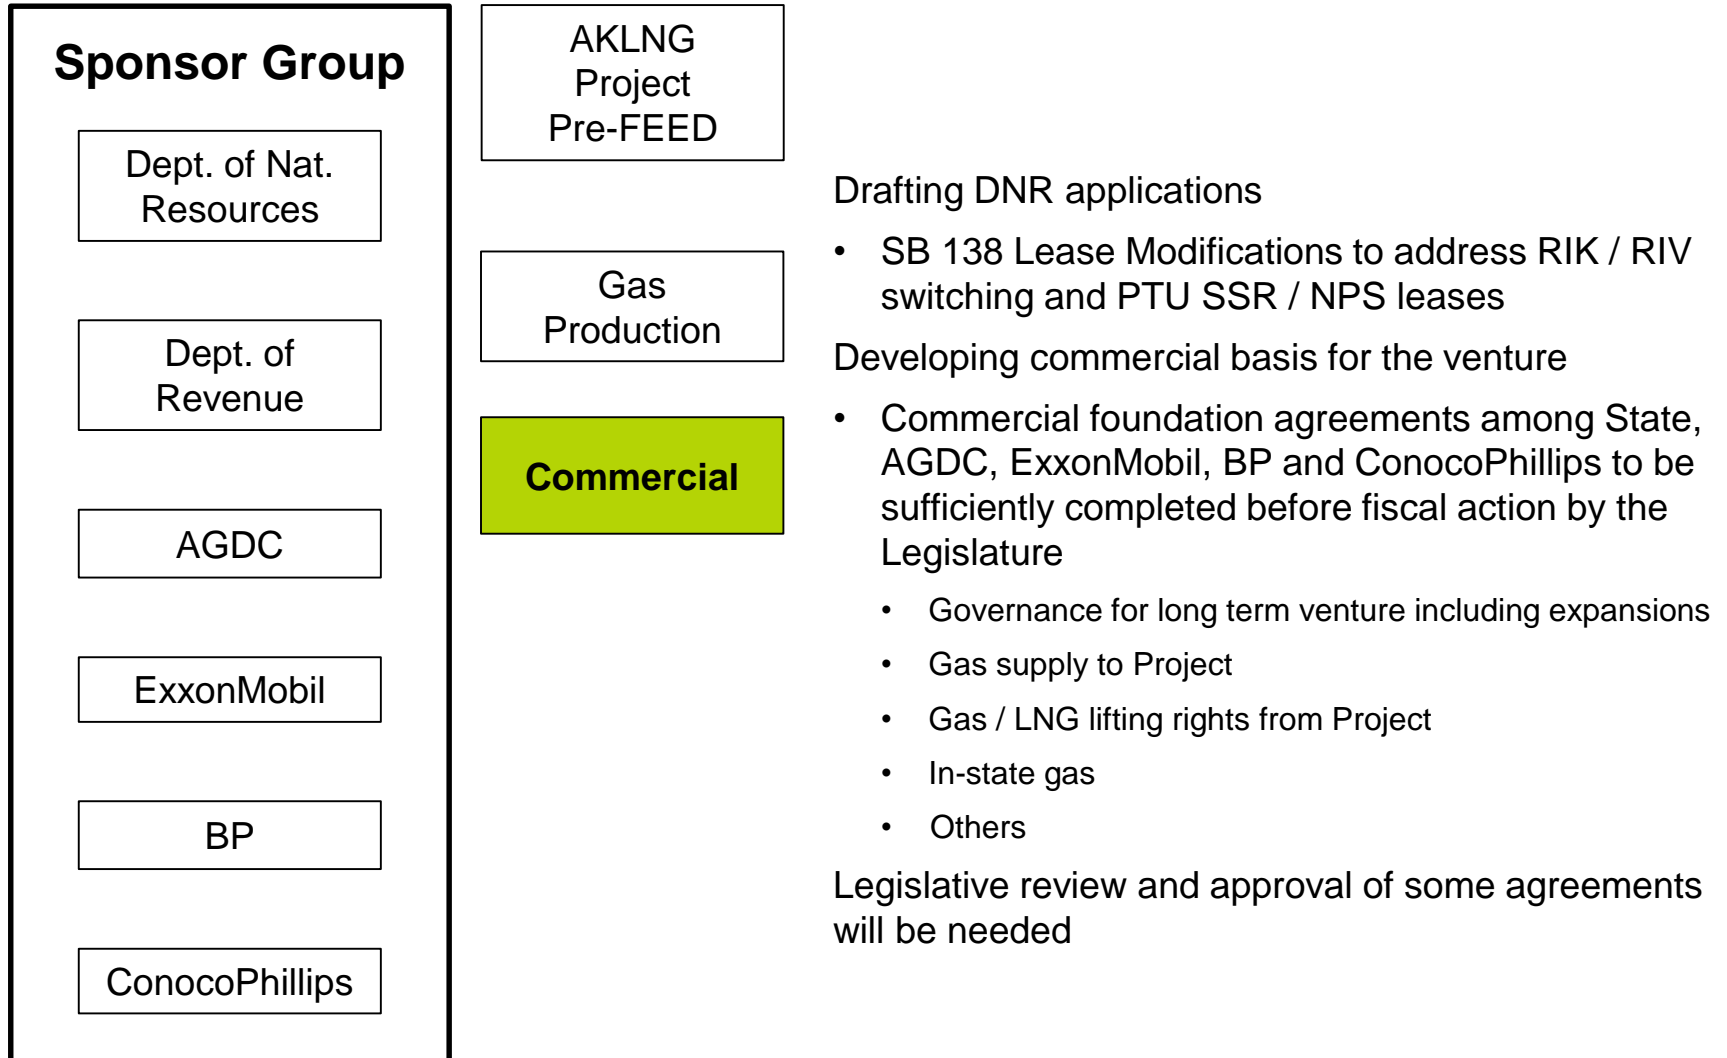 Sponsor Group
Dept. of Nat.
Resources
Dept. of
Revenue
AGDC
ExxonMobil
BP
ConocoPhillips
AKLNG
Project
Pre-FEED
Gas
Production
Commercial
Drafting DNR applications
• SB 138 Lease Modifications to address RIK / RIV
switching and PTU SSR / NPS leases
Developing commercial basis for the venture
• Commercial foundation agreements among State,
AGDC, ExxonMobil, BP and ConocoPhillips to be
sufficiently completed before fiscal action by the
Legislature
• Governance for long term venture including expansions
• Gas supply to Project
• Gas / LNG lifting rights from Project
• In-state gas
• Others
Legislative review and approval of some agreements
will be needed